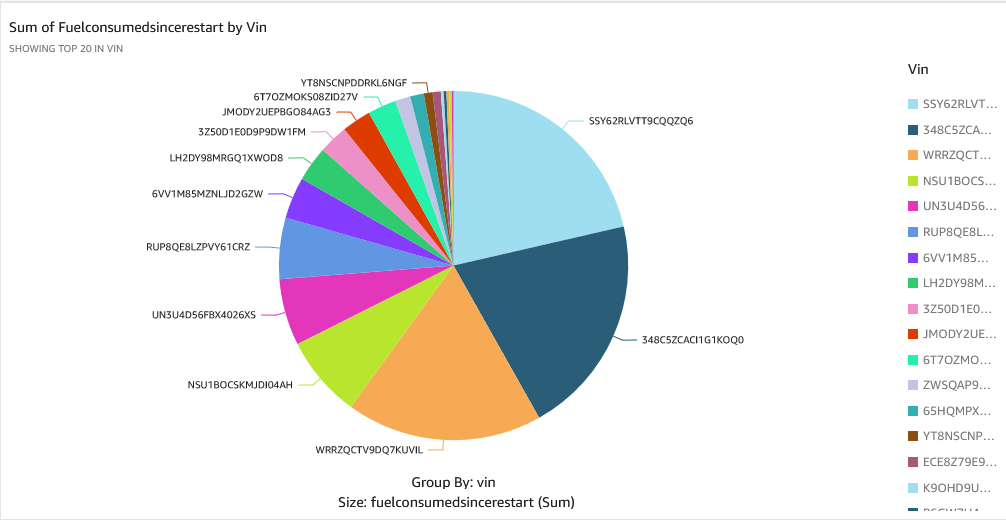 Sum of Fuelconsumedsincerestart by Vin
SHOWING TOP 20 IN VIN
YT8NSCNPDDRKL6NGF
6T7OZMOKS08ZID27V
JMODY2UEPBGO84AG3
3Z50D1E0D9P9DW1FM
LH2DY98MRGQ1XWOD8
6VV1M85MZNLJD2GZW
RUP8QE8LZPVY61CRZ
UN3U4D56FBX4026XS
NSU1BOCSKMJDI04AH
WRRZQCTV9DQ7KUVIL
SSY62RLVTT9CQQZQ6
348C5ZCACI1G1KOQ0
Group By: vin
Size: fuelconsumedsincerestart (Sum)
Vin
SSY62RLVT...
348C5ZCA...
WRRZQCT...
NSU1BOCS...
UN3U4D56...
RUP8QE8L...
6VV1M85...
LH2DY98M...
3Z50D1E0...
JMODY2UE...
6T7OZMO...
ZWSQAP9...
65HQMPX...
YT8NSCNP...
ECE8Z79E9...
K9OHD9U...